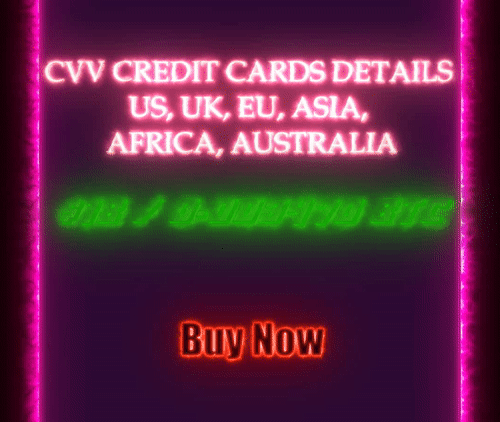 CVV CREDIT CARDS DETAILS
US, UK, EU, ASIA,
AFRICA, AUSTRALIA
Buy Now